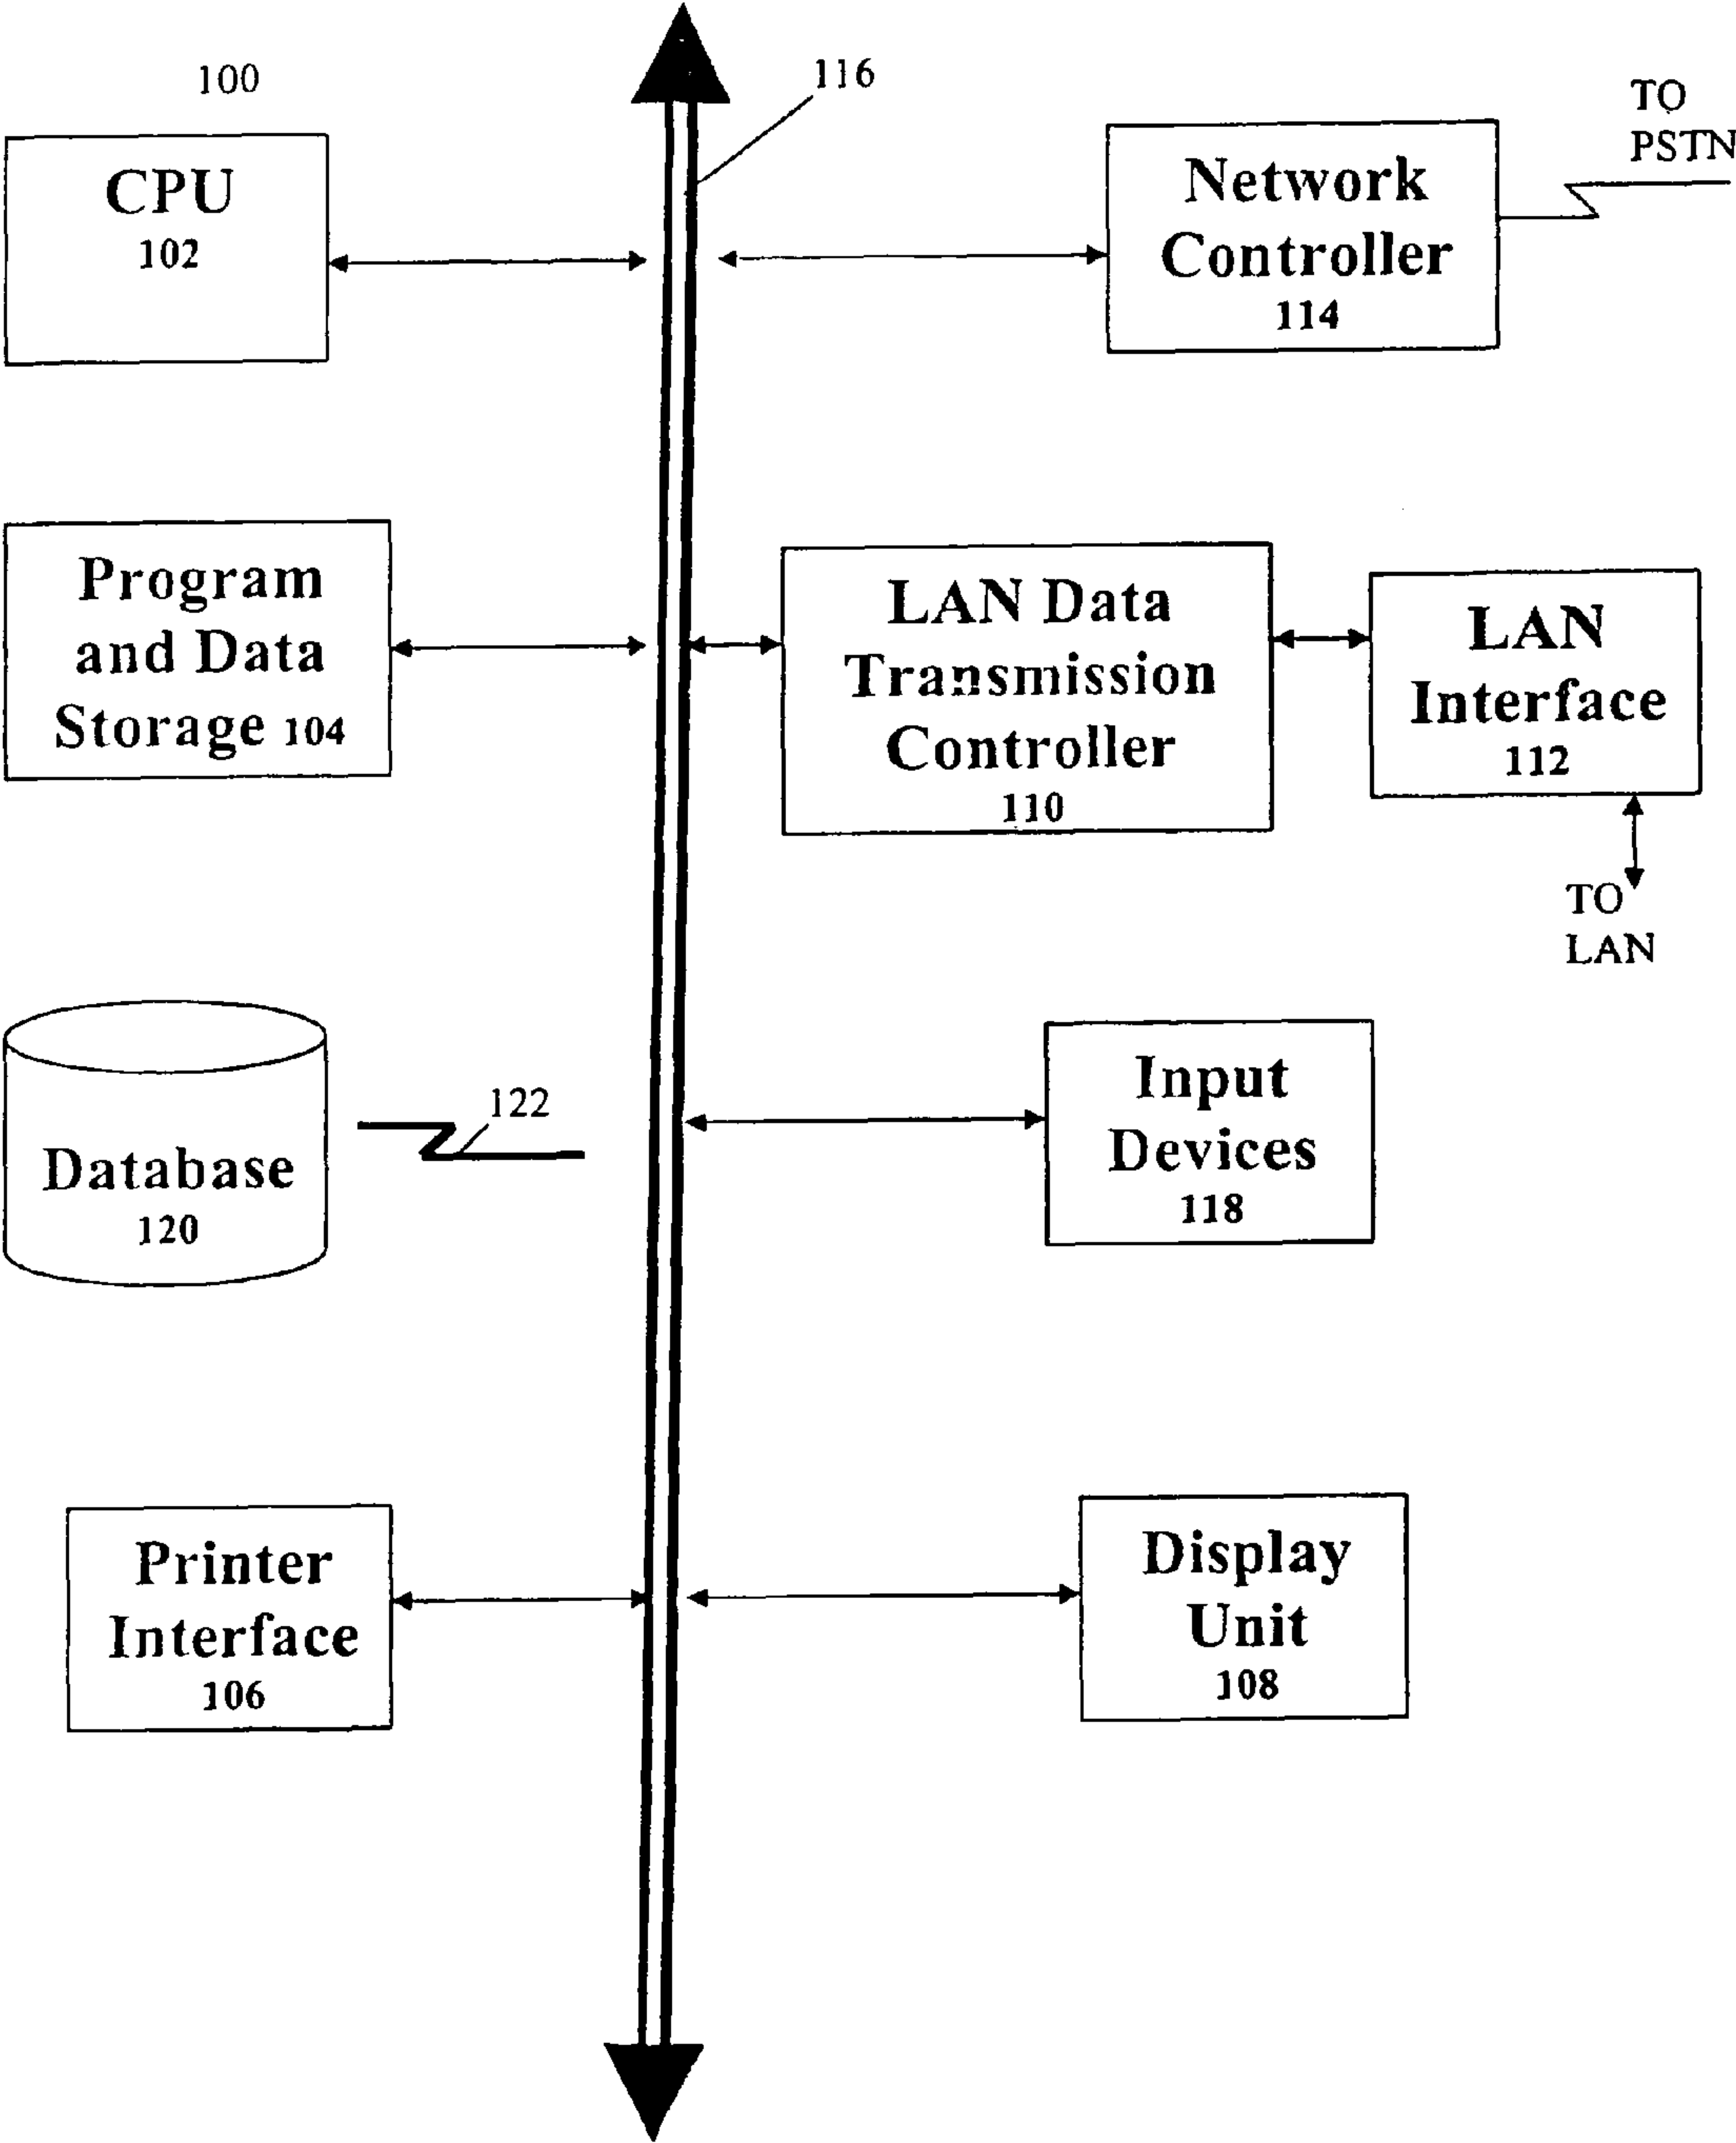 100
116
TO
PSTN
CPU
102
Network
Controller
114
Program
and Data
Storage 104
LAN Data
Transmission
Controller
110
LAN
Interface
112
TO
LAN
Database
120
122
Input
Devices
118
Printer
Interface
106
Display
Unit
108